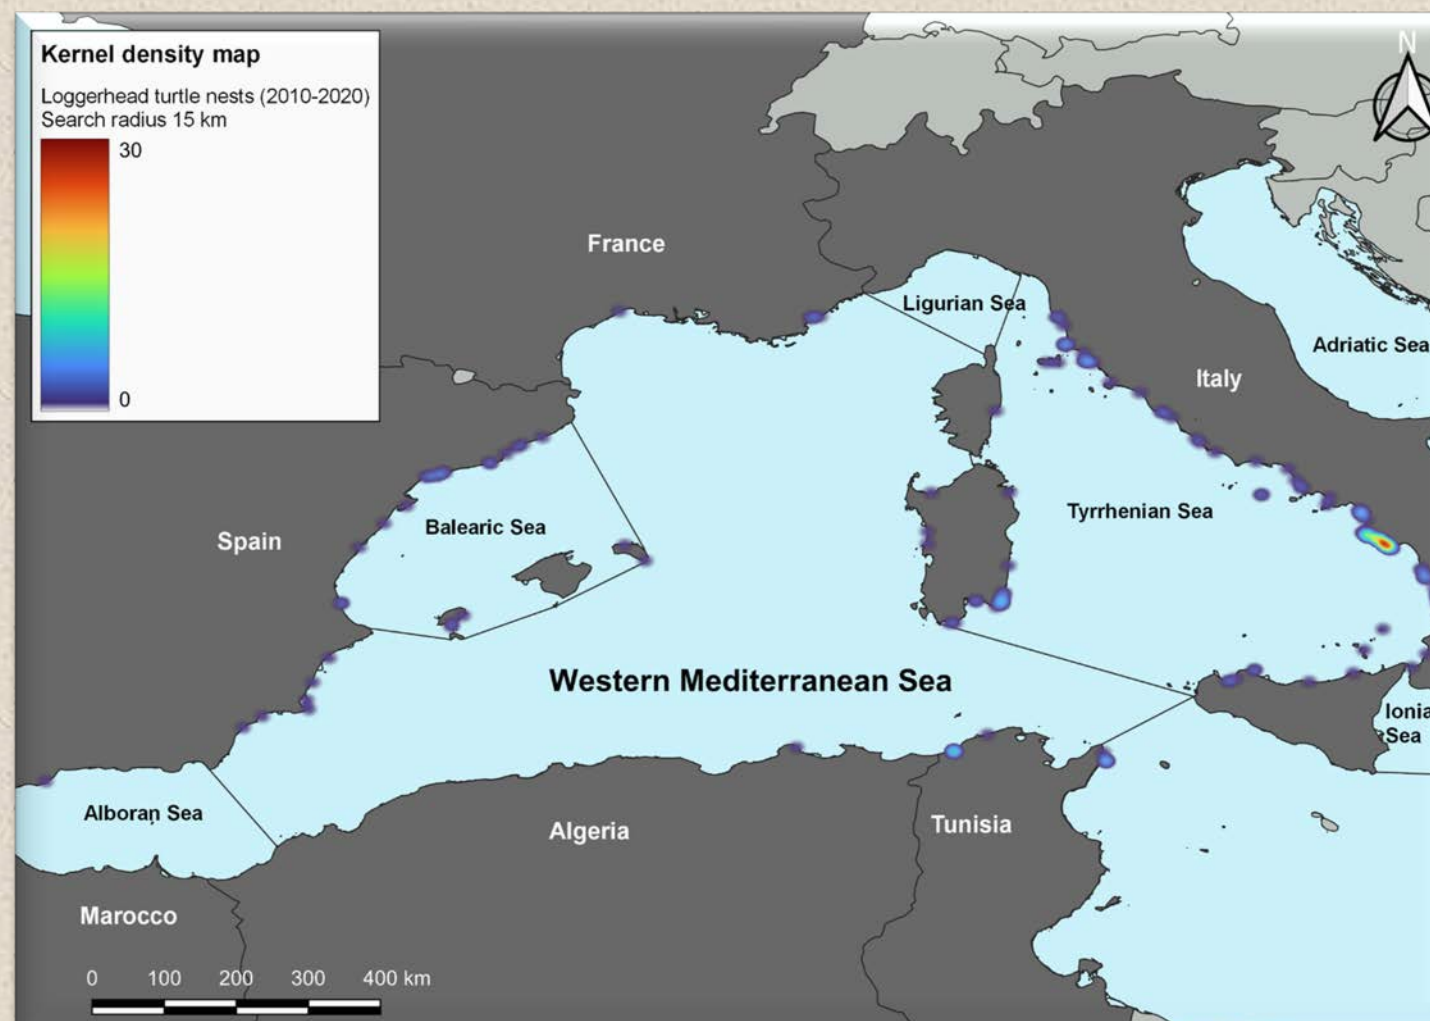 Kernel density map
Loggerhead turtle nests (2010-2020)
Search radius 15 km
30
0
N
France
Ligurian Sea
Adriatic Sea
Italy
Spain
Balearic Sea
Tyrrhenian Sea
Western Mediterranean Sea
Ionia
Sea
Alboran Sea
Algeria
Tunisia
Marocco
0 100 200 300 400 km